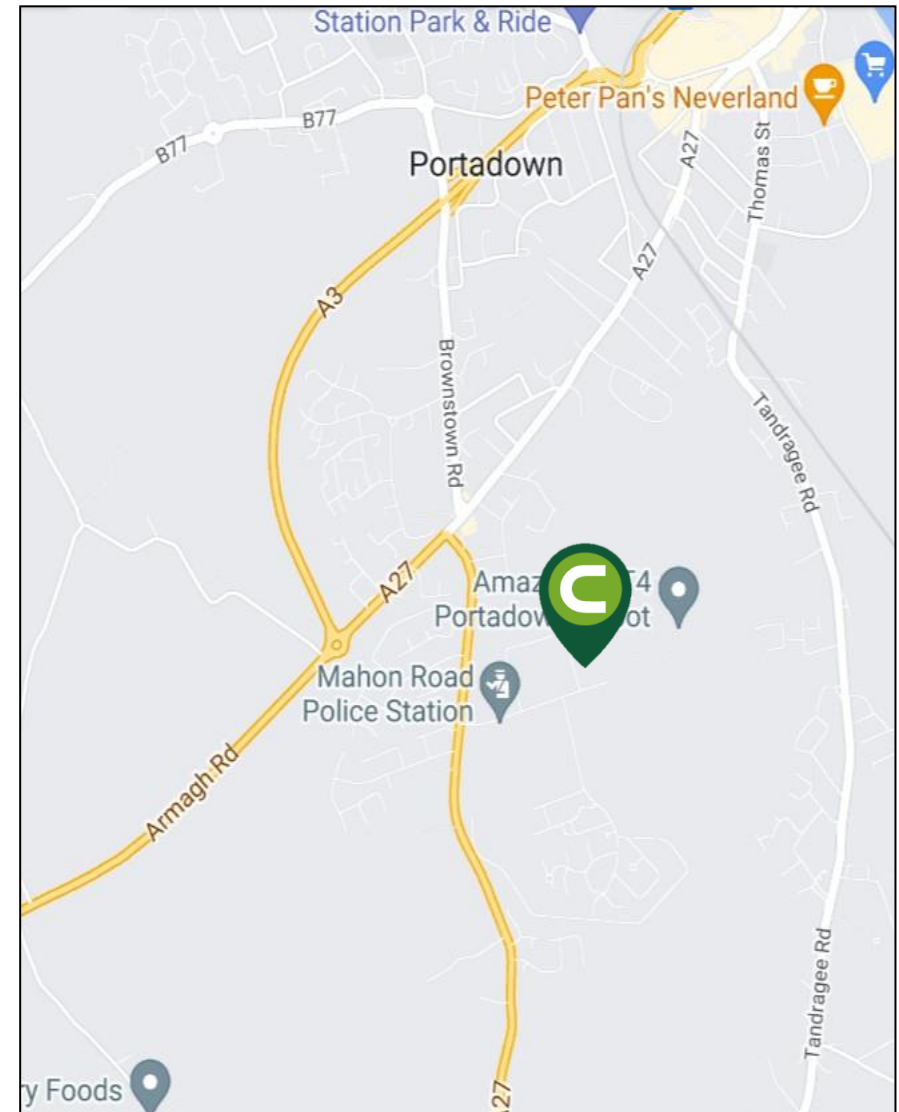 Station Park & Ride
Peter Pan's Neverland
B77
B77
A27
Thomas St
Portadown
A27
A3
Brownstown Rd
Tandragee Rd
A27
Mahon Road
Police Station
Armagh Rd
Tandragee Rd
Foods